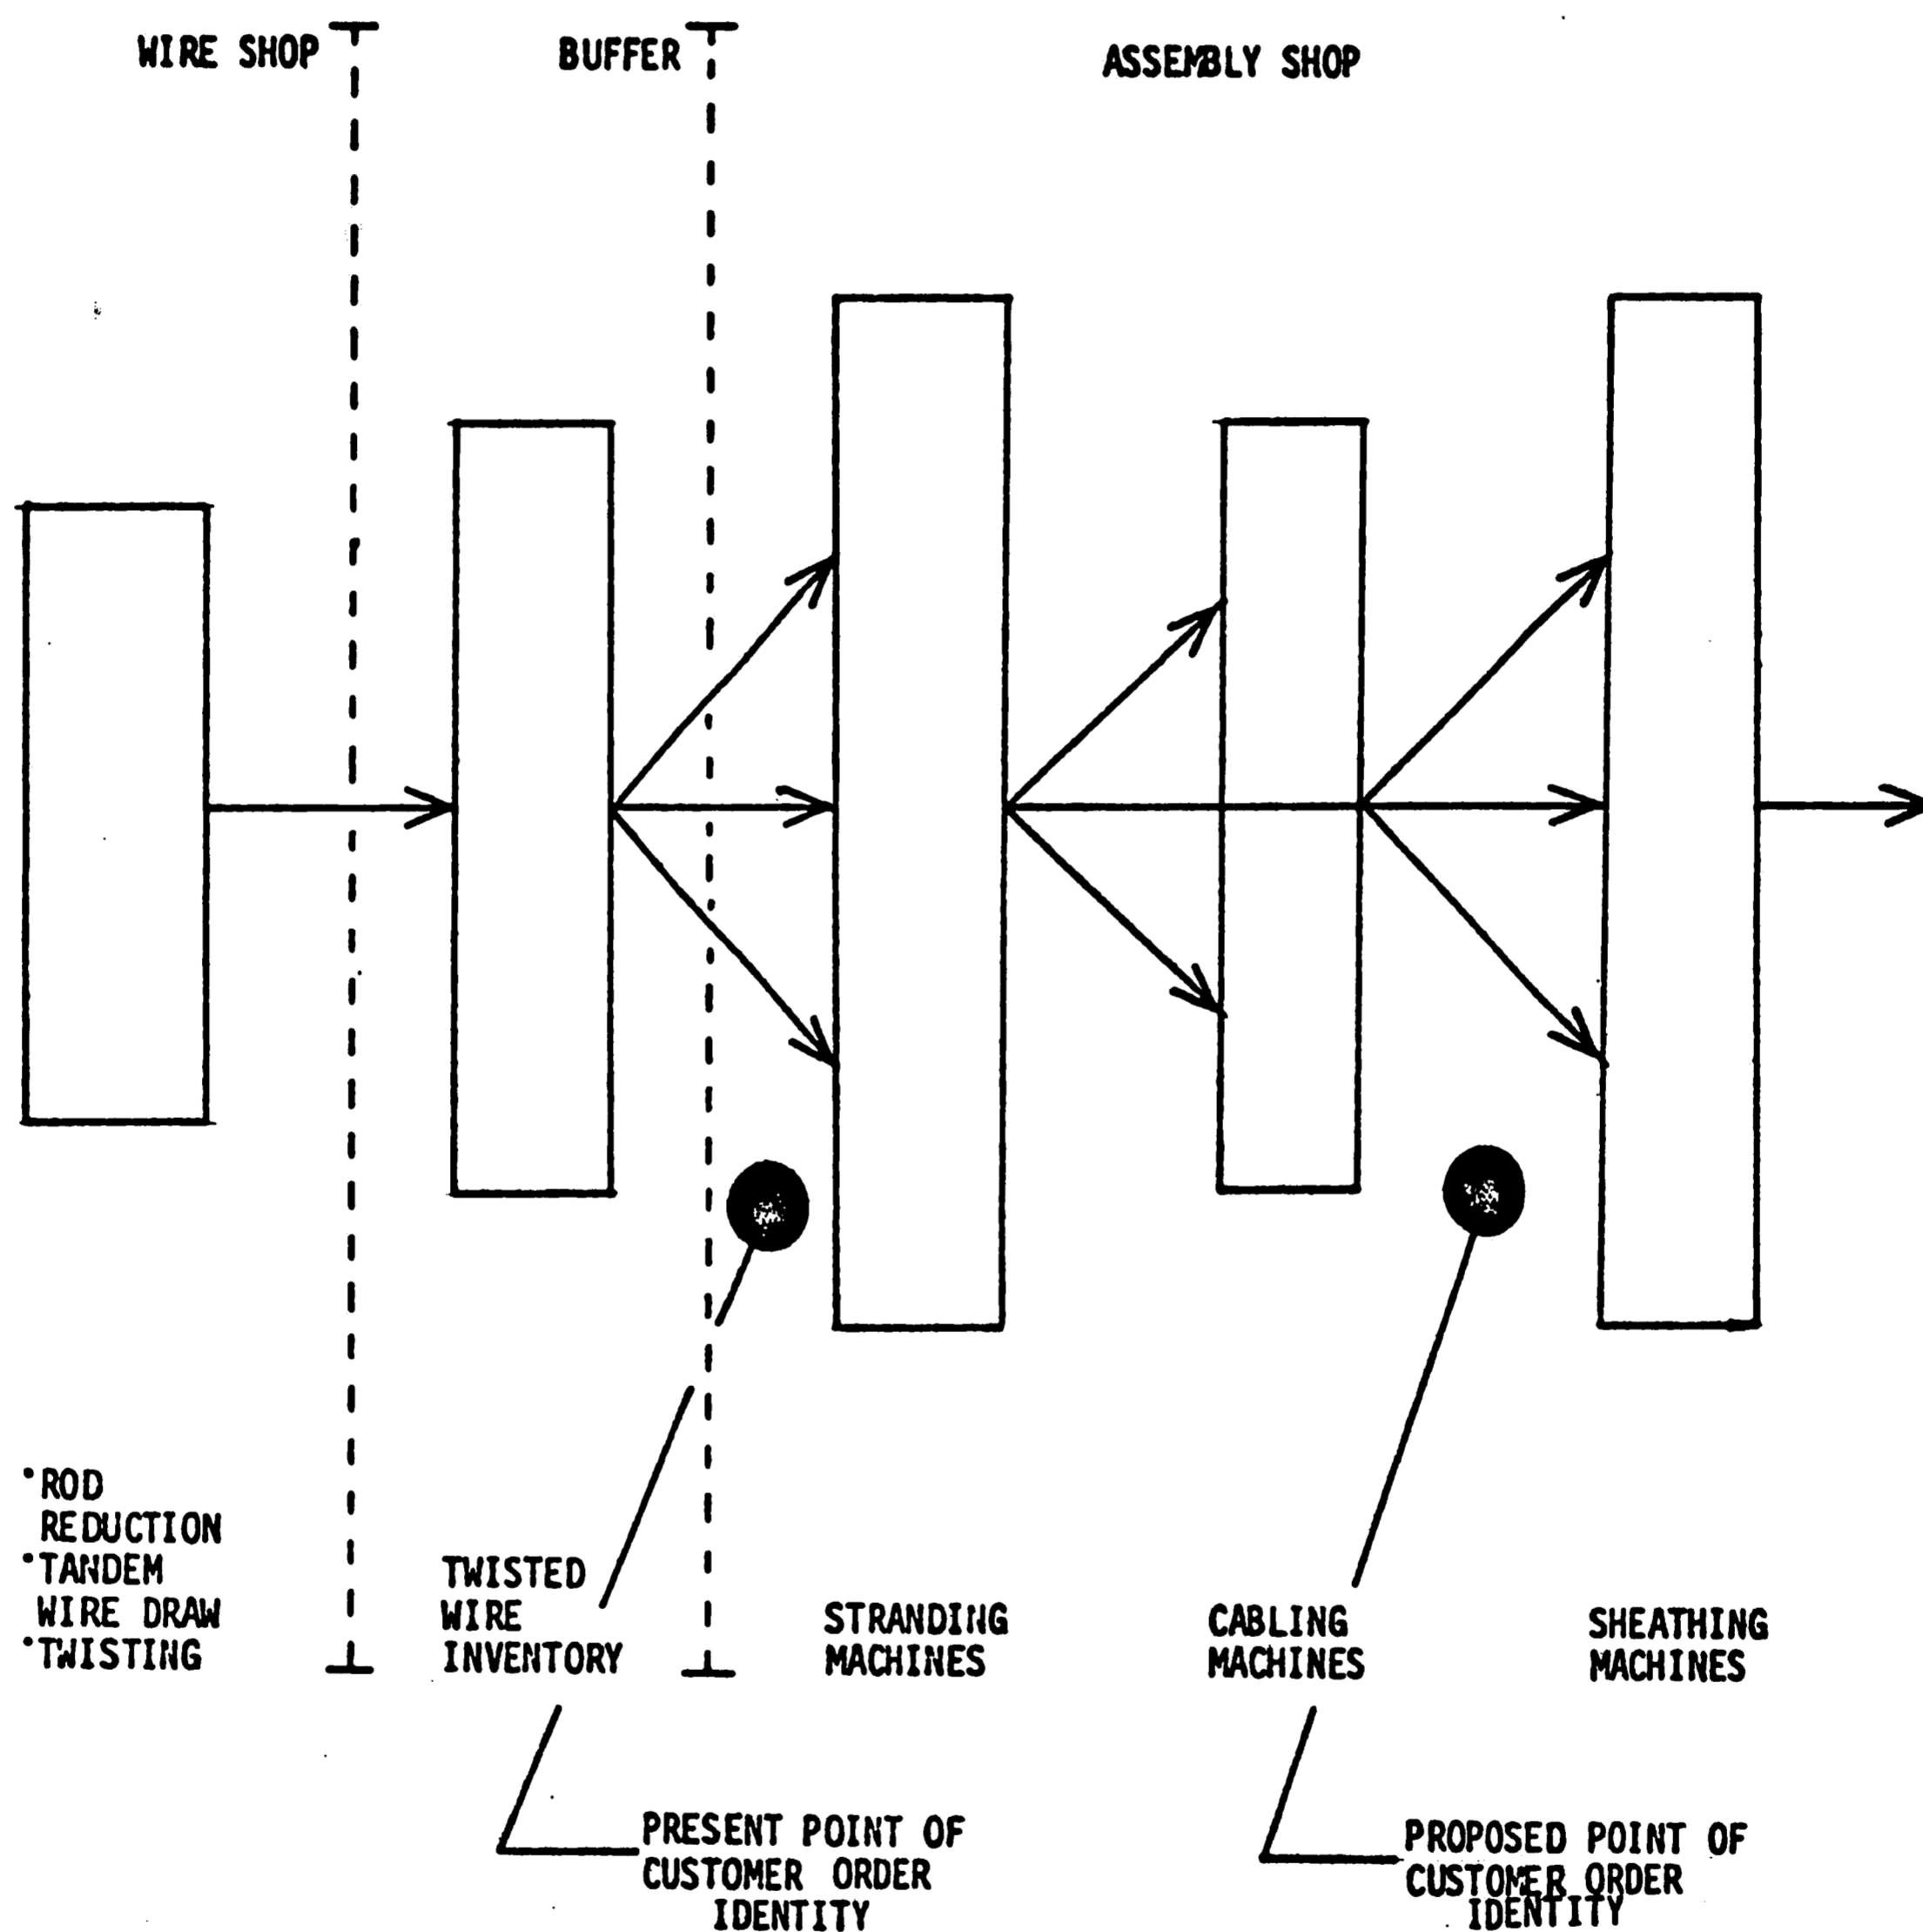 WIRE SHOP
BUFFER
ASSEMBLY SHOP
·ROD
REDUCTION
·TANDEM
WIRE DRAW
·TWISTING
TWISTED
WIRE
INVENTORY
STRANDING
MACHINES
CABLING
MACHINES
SHEATHING
MACHINES
PRESENT POINT OF
CUSTOMER ORDER
IDENTITY
PROPOSED POINT OF
CUSTOMER ORDER
IDENTITY